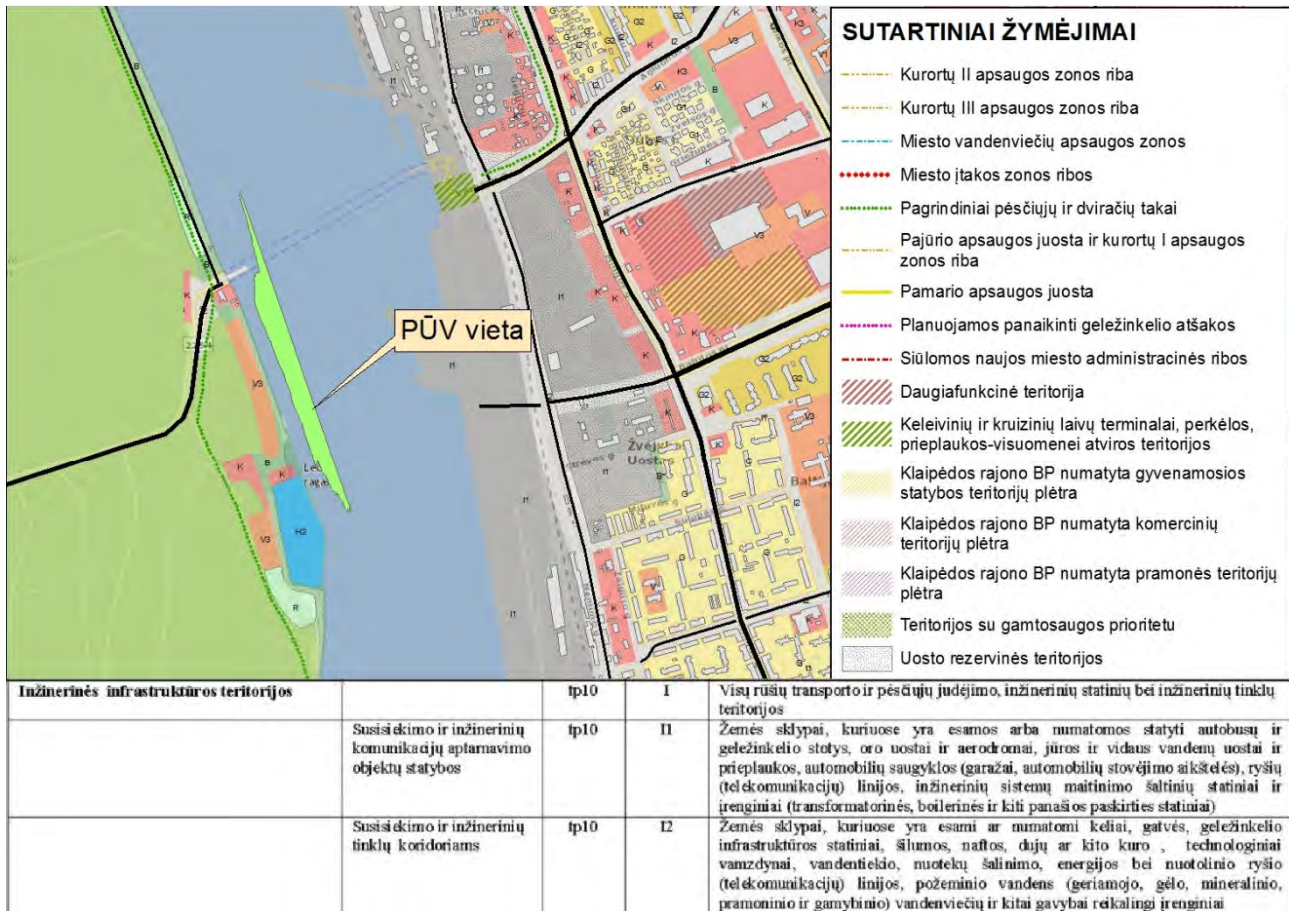 SUTARTINIAI ŽYMĖJIMAI
Kurortų II apsaugos zonos riba
Kurortų III apsaugos zonos riba
Miesto vandenviečių apsaugos zonos
Miesto įtakos zonos ribos
Pagrindiniai pėsčiųjų ir dviračių takai
Pajūrio apsaugos juosta ir kurortų I apsaugos
zonos riba
Pamario apsaugos juosta
Planuojamos panaikinti geležinkelio atšakos
Siūlomos naujos miesto administracinės ribos
Daugiafunkcinė teritorija
Keleivinių ir kruizinių laivų terminalai, perkėlos,
prieplaukos-visuomenei atviros teritorijos
Klaipėdos rajono BP numatyta gyvenamosios
statybos teritorijų plėtra
Klaipėdos rajono BP numatyta komercinių
teritorijų plėtra
Klaipėdos rajono BP numatyta pramonės teritorijų
plėtra
Teritorijos su gamtosaugos prioritetu
Uosto rezervinės teritorijos
PŪV vieta
V3
K
B
K
H2
V3
R
I1
I1
I1
V3
G2
G2
Uostas
G
G
V
K
Inžinerinės infrastruktūros teritorijos tp10 I Visų rūšių transporto ir pėsčiųjų judėjimo, inžinerinių statinių bei inžinerinių tinklų
teritorijos
Susisiekimo ir inžinerinių tp10 I1 Žemės sklypai, kuriuose yra esamos arba numatomos statyti autobusų ir
komunikacijų aptarnavimo geležinkelio stotys, oro uostai ir aerodromai, jūros ir vidaus vandenų uostai ir
objektų statybos prieplaukos, automobilių saugyklos (garažai, automobilių stovėjimo aikštelės), ryšių
(telekomunikacijų) linijos, inžinerinių sistemų maitinimo šaltinių statiniai ir
įrenginiai (transformatorinės, boilerinės ir kiti panašios paskirties statiniai)
Susisiekimo ir inžinerinių tp10 I2 Žemės sklypai, kuriuose yra esami ar numatomi keliai, gatvės, geležinkelio
tinklų koridoriams infrastruktūros statiniai, šilumos, naftos, dujų ar kito kuro , technologiniai
vamzdynai, vandentiekio, nuotekų šalinimo, energijos bei nuotolinio ryšio
(telekomunikacijų) linijos, požeminio vandens (geriamojo, gėlo, mineralinio,
pramoninio ir gamybinio) vandenviečių ir kitai gavybai reikalingi įrenginiai